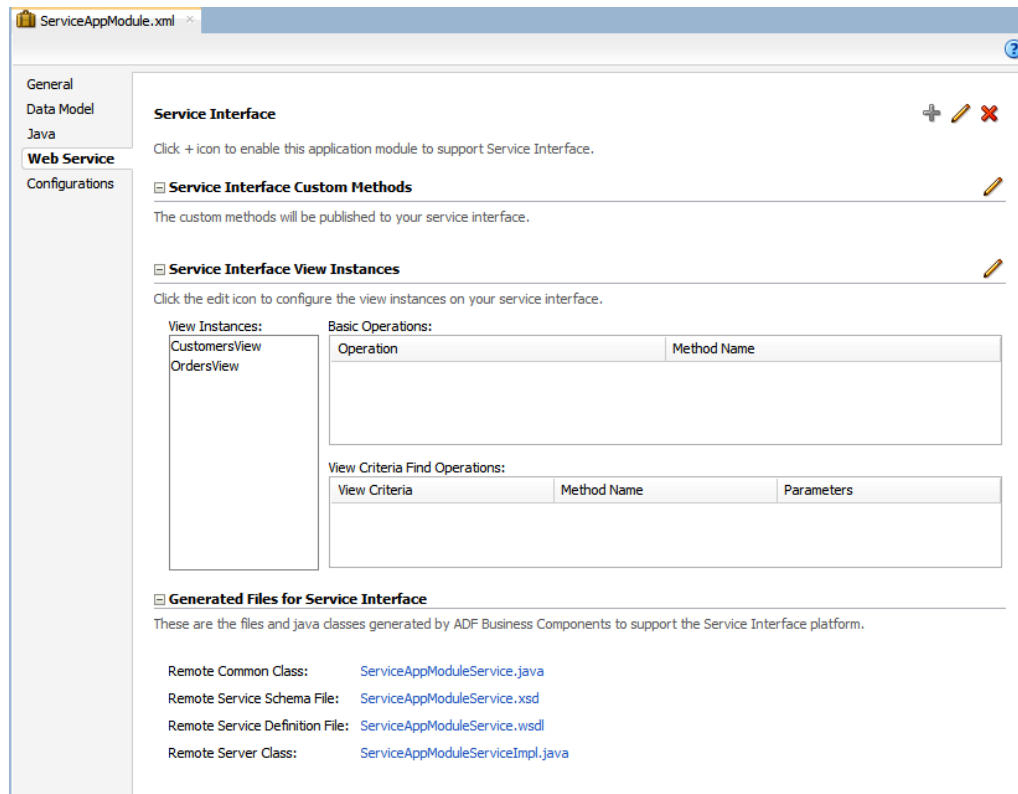 ServiceAppModule.xml
General
Data Model
Java
Web Service
Configurations
Service Interface
Click + icon to enable this application module to support Service Interface.
Service Interface Custom Methods
The custom methods will be published to your service interface.
Service Interface View Instances
Click the edit icon to configure the view instances on your service interface.
View Instances:
CustomersView
OrdersView
Basic Operations:
Operation Method Name
View Criteria Find Operations:
View Criteria Method Name Parameters
Generated Files for Service Interface
These are the files and java classes generated by ADF Business Components to support the Service Interface platform.
Remote Common Class: ServiceAppModuleService.java
Remote Service Schema File: ServiceAppModuleService.xsd
Remote Service Definition File: ServiceAppModuleService.wsdl
Remote Server Class: ServiceAppModuleServiceImpl.java